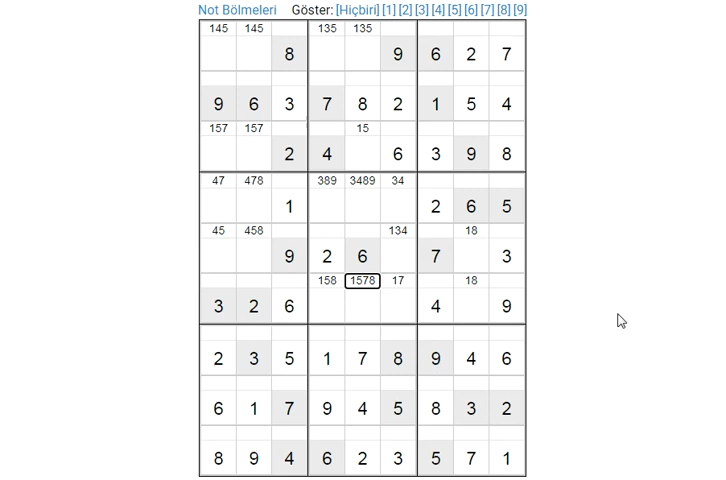 Not Bölmeleri Göster: [Hiçbiri] [1] [2] [3] [4] [5] [6] [7] [8] [9]
145 145 135 135
8 9 6 2 7
9 6 3 7 8 2 1 5 4
157 157 15
2 4 6 3 9 8
47 478 389 3489 34
1 2 6 5
45 458 134 18
9 2 6 7 3
158 1578 17 18
3 2 6 4 9
2 3 5 1 7 8 9 4 6
6 1 7 9 4 5 8 3 2
8 9 4 6 2 3 5 7 1